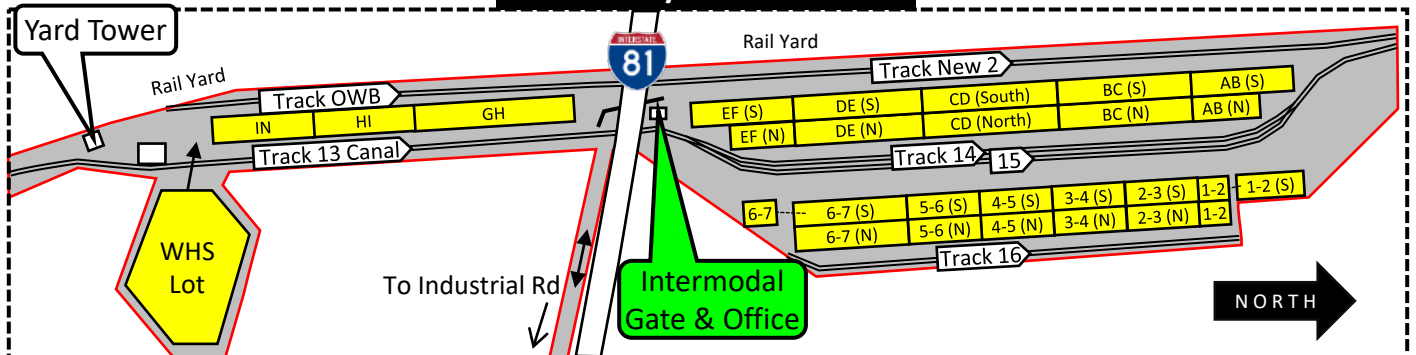 Yard Tower
Rail Yard
INTERSTATE
81
Rail Yard
Track New 2
Track OWB
IN
HI
GH
Track 13 Canal
EF (S)
DE (S)
CD (South)
BC (S)
AB (S)
EF (N)
DE (N)
CD (North)
BC (N)
AB (N)
Track 14
15
6-7
6-7 (S)
5-6 (S)
4-5 (S)
3-4 (S)
2-3 (S)
1-2
1-2 (S)
6-7 (N)
5-6 (N)
4-5 (N)
3-4 (N)
2-3 (N)
1-2
Track 16
WHS
Lot
To Industrial Rd
Intermodal
Gate & Office
NORTH